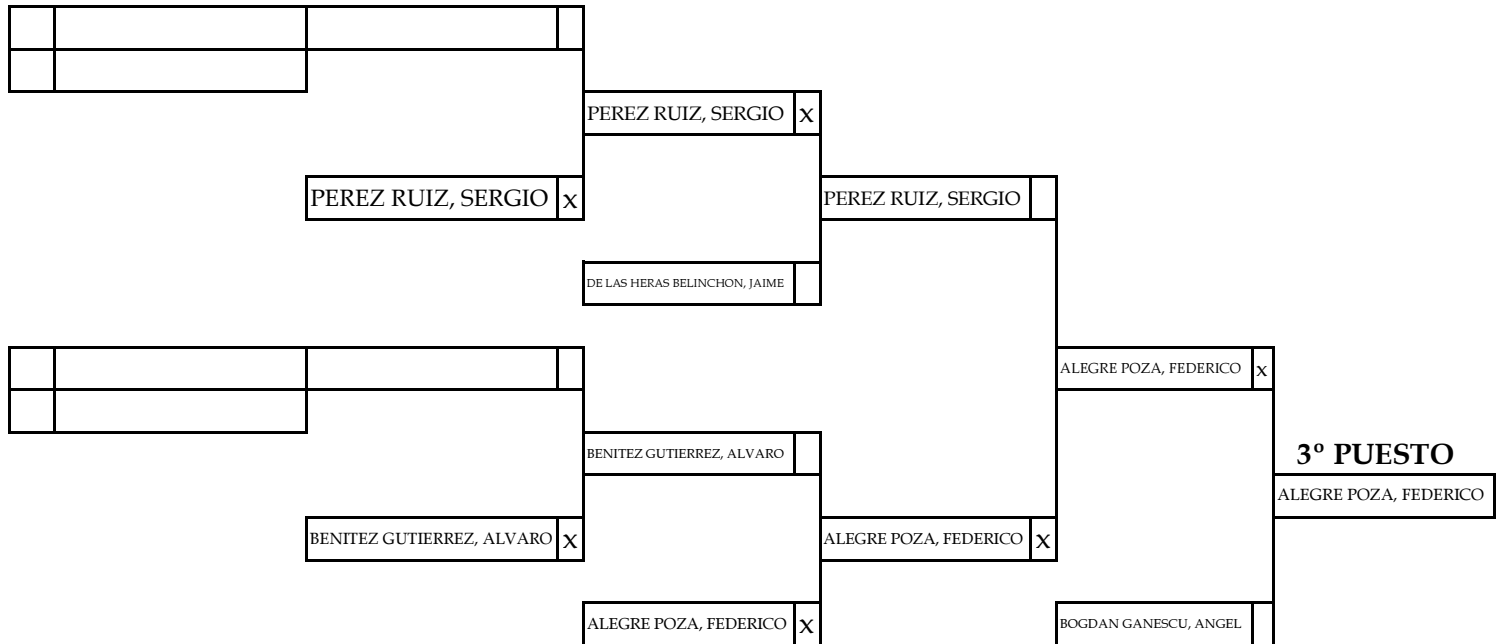 PEREZ RUIZ, SERGIO x
PEREZ RUIZ, SERGIO x
PEREZ RUIZ, SERGIO
DE LAS HERAS BELINCHON, JAIME
ALEGRE POZA, FEDERICO x
BENITEZ GUTIERREZ, ALVARO
3º PUESTO
ALEGRE POZA, FEDERICO
BENITEZ GUTIERREZ, ALVARO x
ALEGRE POZA, FEDERICO x
ALEGRE POZA, FEDERICO x
BOGDAN GANESCU, ANGEL